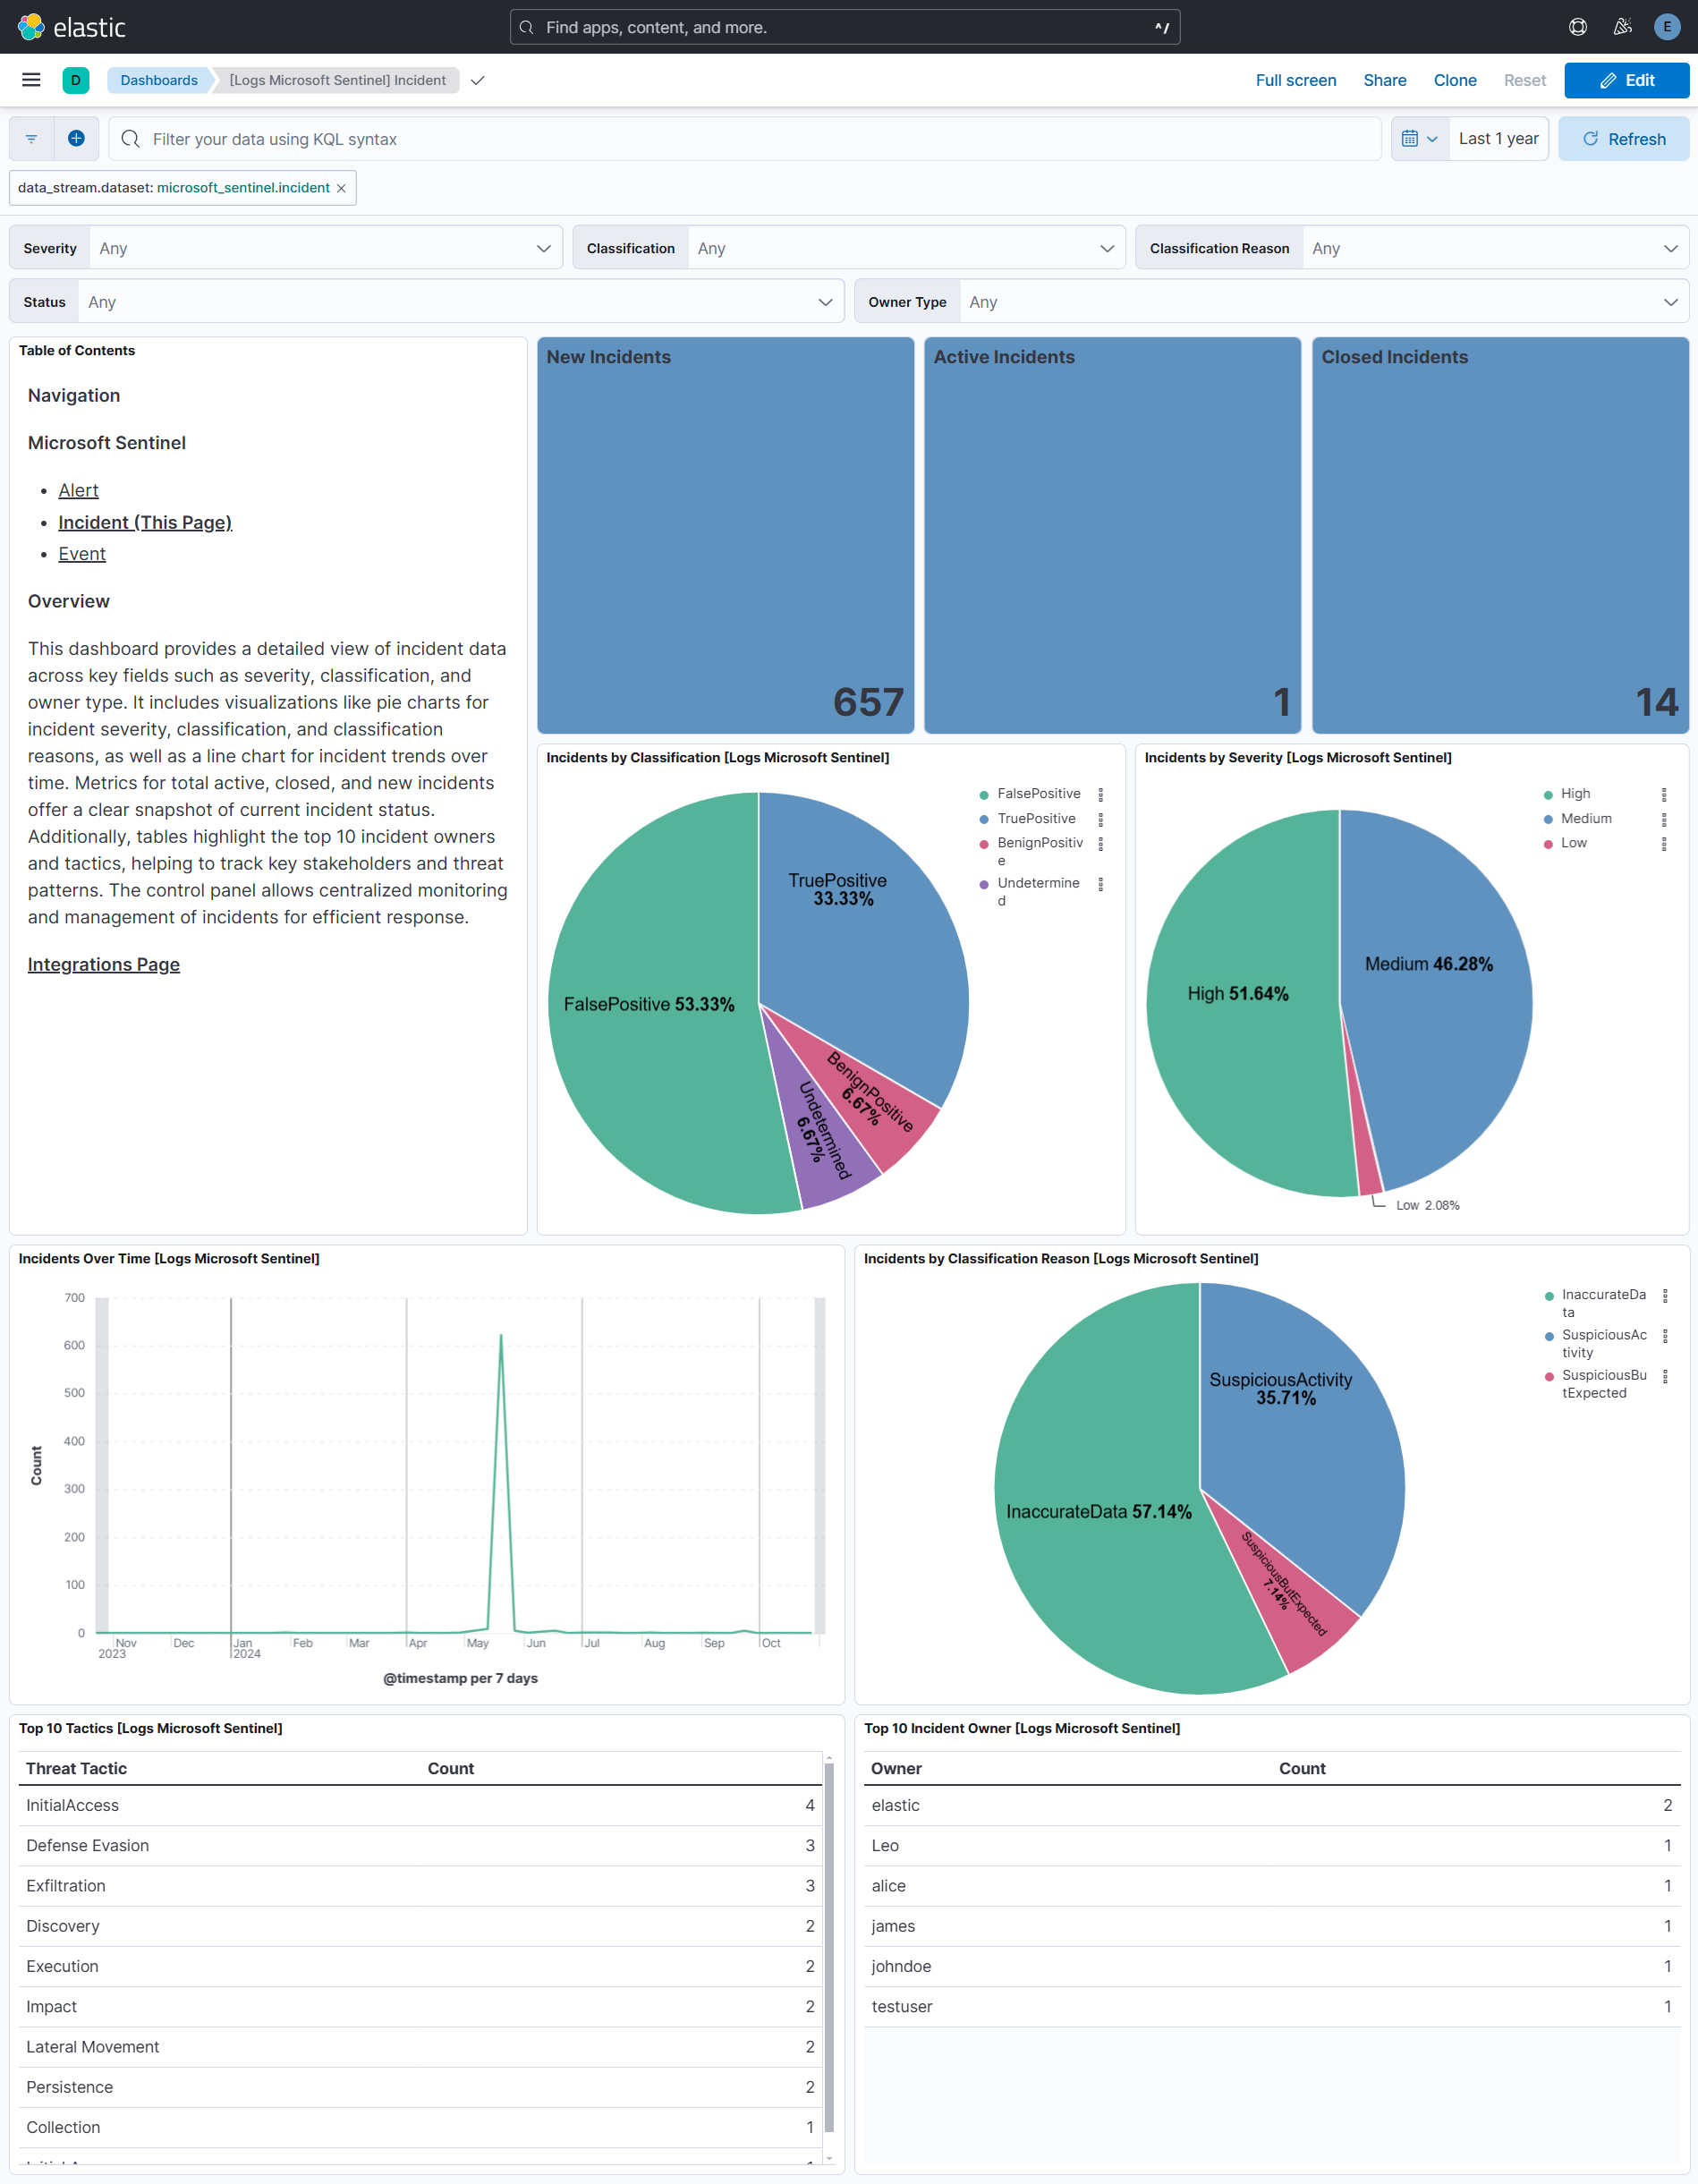 elastic
Find apps, content, and more.
^/
E
D
Dashboards
[Logs Microsoft Sentinel] Incident
Full screen
Share
Clone
Reset
Edit
Filter your data using KQL syntax
Last 1 year
Refresh
data_stream.dataset: microsoft_sentinel.incident
Severity Any
Classification Any
Classification Reason Any
Status Any
Owner Type Any
Table of Contents
Navigation
Microsoft Sentinel
Alert
Incident (This Page)
Event
Overview
This dashboard provides a detailed view of incident data
across key fields such as severity, classification, and
owner type. It includes visualizations like pie charts for
incident severity, classification, and classification
reasons, as well as a line chart for incident trends over
time. Metrics for total active, closed, and new incidents
offer a clear snapshot of current incident status.
Additionally, tables highlight the top 10 incident owners
and tactics, helping to track key stakeholders and threat
patterns. The control panel allows centralized monitoring
and management of incidents for efficient response.
Integrations Page
New Incidents
657
Active Incidents
1
Closed Incidents
14
Incidents by Classification [Logs Microsoft Sentinel]
TruePositive
33.33%
FalsePositive 53.33%
BenignPositive
6.67%
Undetermined
6.67%
FalsePositive
TruePositive
BenignPositiv
e
Undetermine
d
Incidents by Severity [Logs Microsoft Sentinel]
Medium 46.28%
High 51.64%
Low 2.08%
High
Medium
Low
Incidents Over Time [Logs Microsoft Sentinel]
700
600
500
400
300
200
100
0
Count
Nov Dec Jan Feb Mar Apr May Jun Jul Aug Sep Oct
2023 2024
@timestamp per 7 days
Incidents by Classification Reason [Logs Microsoft Sentinel]
SuspiciousActivity
35.71%
InaccurateData 57.14%
SuspiciousButExpected
7.14%
InaccurateDa
ta
SuspiciousAc
tivity
SuspiciousBu
tExpected
Top 10 Tactics [Logs Microsoft Sentinel]
Threat Tactic Count
InitialAccess 4
Defense Evasion 3
Exfiltration 3
Discovery 2
Execution 2
Impact 2
Lateral Movement 2
Persistence 2
Collection 1
Top 10 Incident Owner [Logs Microsoft Sentinel]
Owner Count
elastic 2
Leo 1
alice 1
james 1
johndoe 1
testuser 1